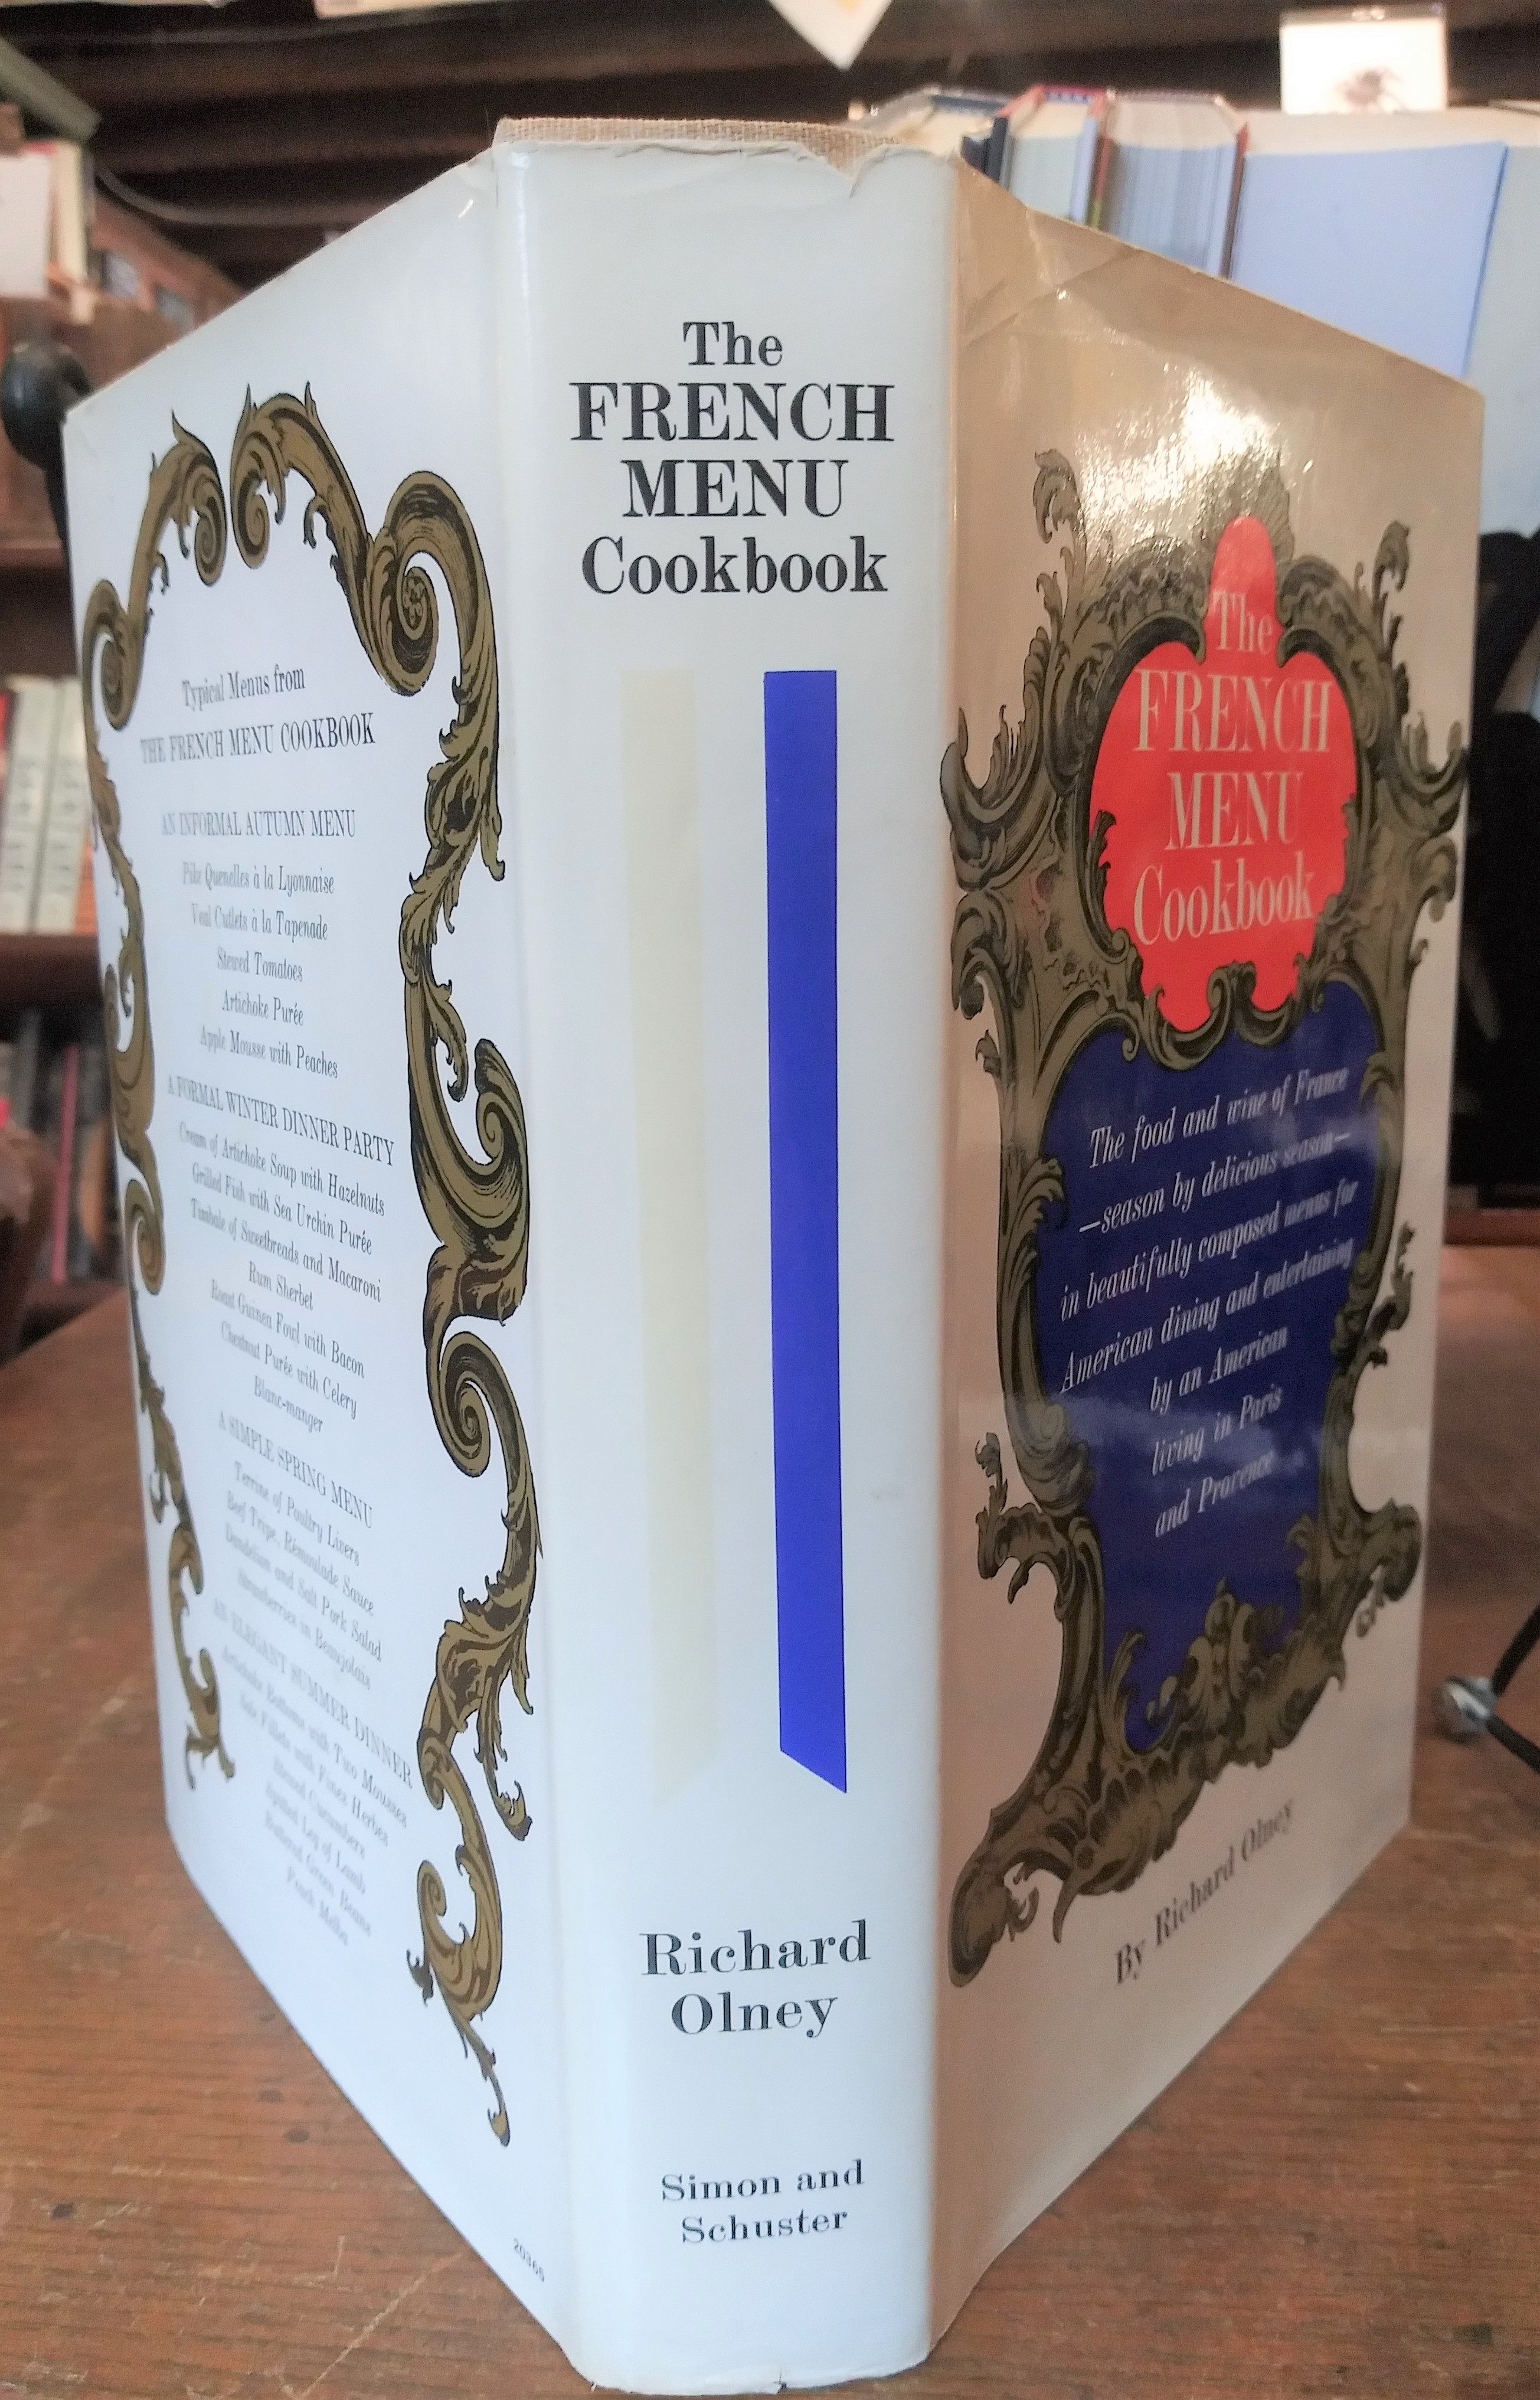 Typical Menus from
THE FRENCH MENU COOKBOOK
AN INFORMAL AUTUMN MENU
Pike Quenelles à la Lyonnaise
Veal Cutlets à la Tapenade
Stewed Tomatoes
Artichoke Purée
Apple Mousse with Peaches
A FORMAL WINTER DINNER PARTY
Cream of Artichoke Soup with Hazelnuts
Grilled Fish with Sea Urchin Purée
Timbale of Sweetbreads and Macaroni
Rum Sherbet
Roast Guinea Fowl with Bacon
Chestnut Purée with Celery
Blanc-manger
A SIMPLE SPRING MENU
Terrine of Poultry Livers
Beef Tripe, Rémoulade Sauce
Dandelion and Salt Pork Salad
Strawberries in Beaujolais
AN ELEGANT SUMMER DINNER
Artichoke Bottoms with Two Mousses
Sole Fillets with Fines Herbes
Stewed Cucumbers
Spitted Leg of Lamb
Buttered Green Beans
Peach Melba
20365
The
FRENCH
MENU
Cookbook
Richard
Olney
Simon and
Schuster
The
FRENCH
MENU
Cookbook
The food and wine of France
—season by delicious season—
in beautifully composed menus for
American dining and entertaining
by an American
living in Paris
and Provence
By Richard Olney